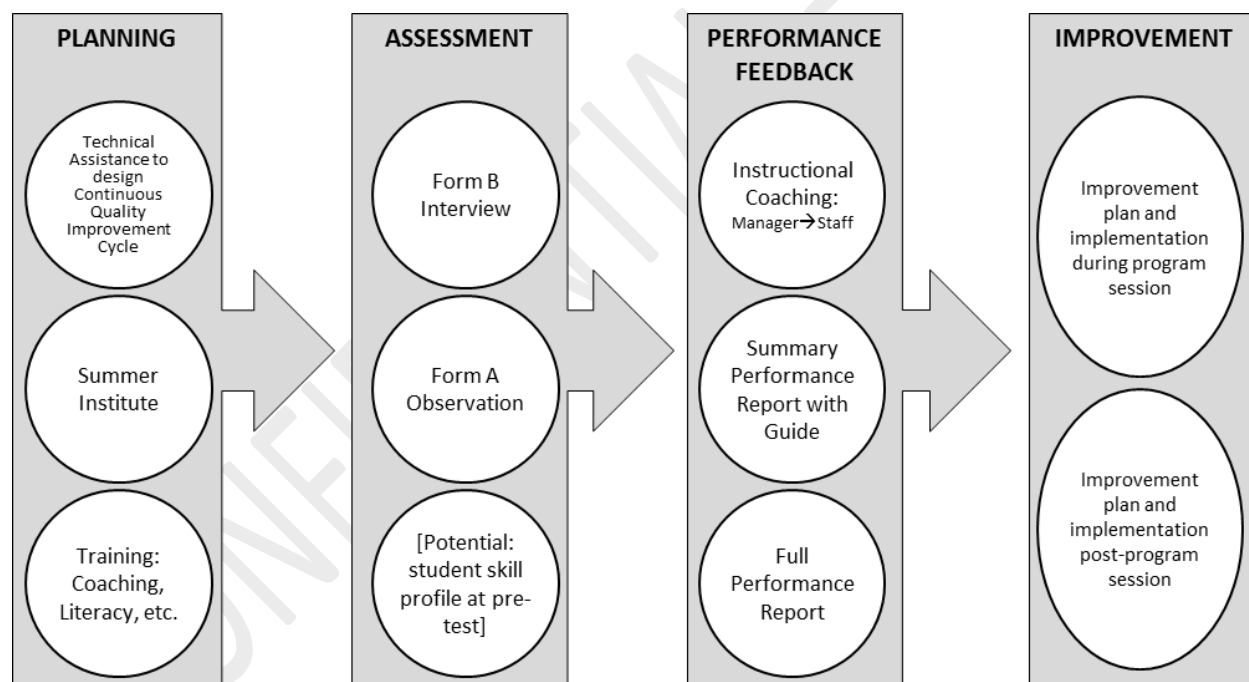 PLANNING
Technical
Assistance to
design
Continuous
Quality
Improvement
Cycle
Summer
Institute
Training:
Coaching,
Literacy, etc.
ASSESSMENT
Form B
Interview
Form A
Observation
[Potential:
student skill
profile at pre-
test]
PERFORMANCE
FEEDBACK
Instructional
Coaching:
Manager→Staff
Summary
Performance
Report with
Guide
Full
Performance
Report
IMPROVEMENT
Improvement
plan and
implementation
during program
session
Improvement
plan and
implementation
post-program
session